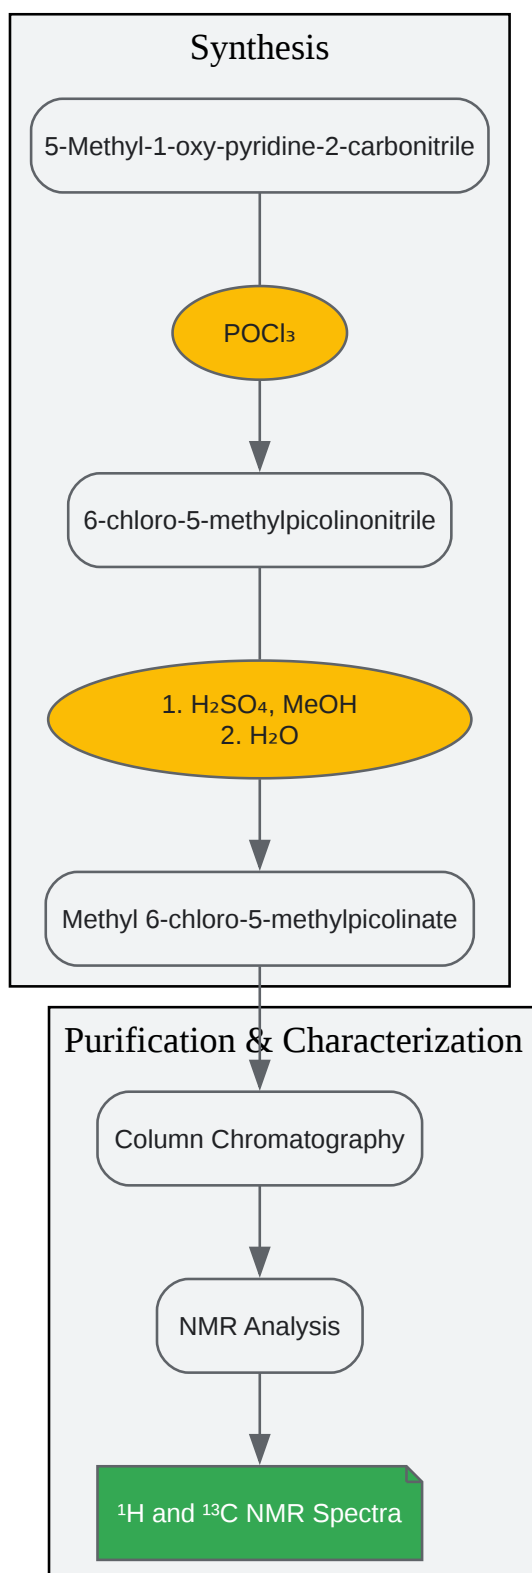 Synthesis
5-Methyl-1-oxy-pyridine-2-carbonitrile
POCl₃
6-chloro-5-methylpicolinonitrile
1. H₂SO₄, MeOH
2. H₂O
Methyl 6-chloro-5-methylpicolinate
Purification & Characterization
Column Chromatography
NMR Analysis
¹H and ¹³C NMR Spectra